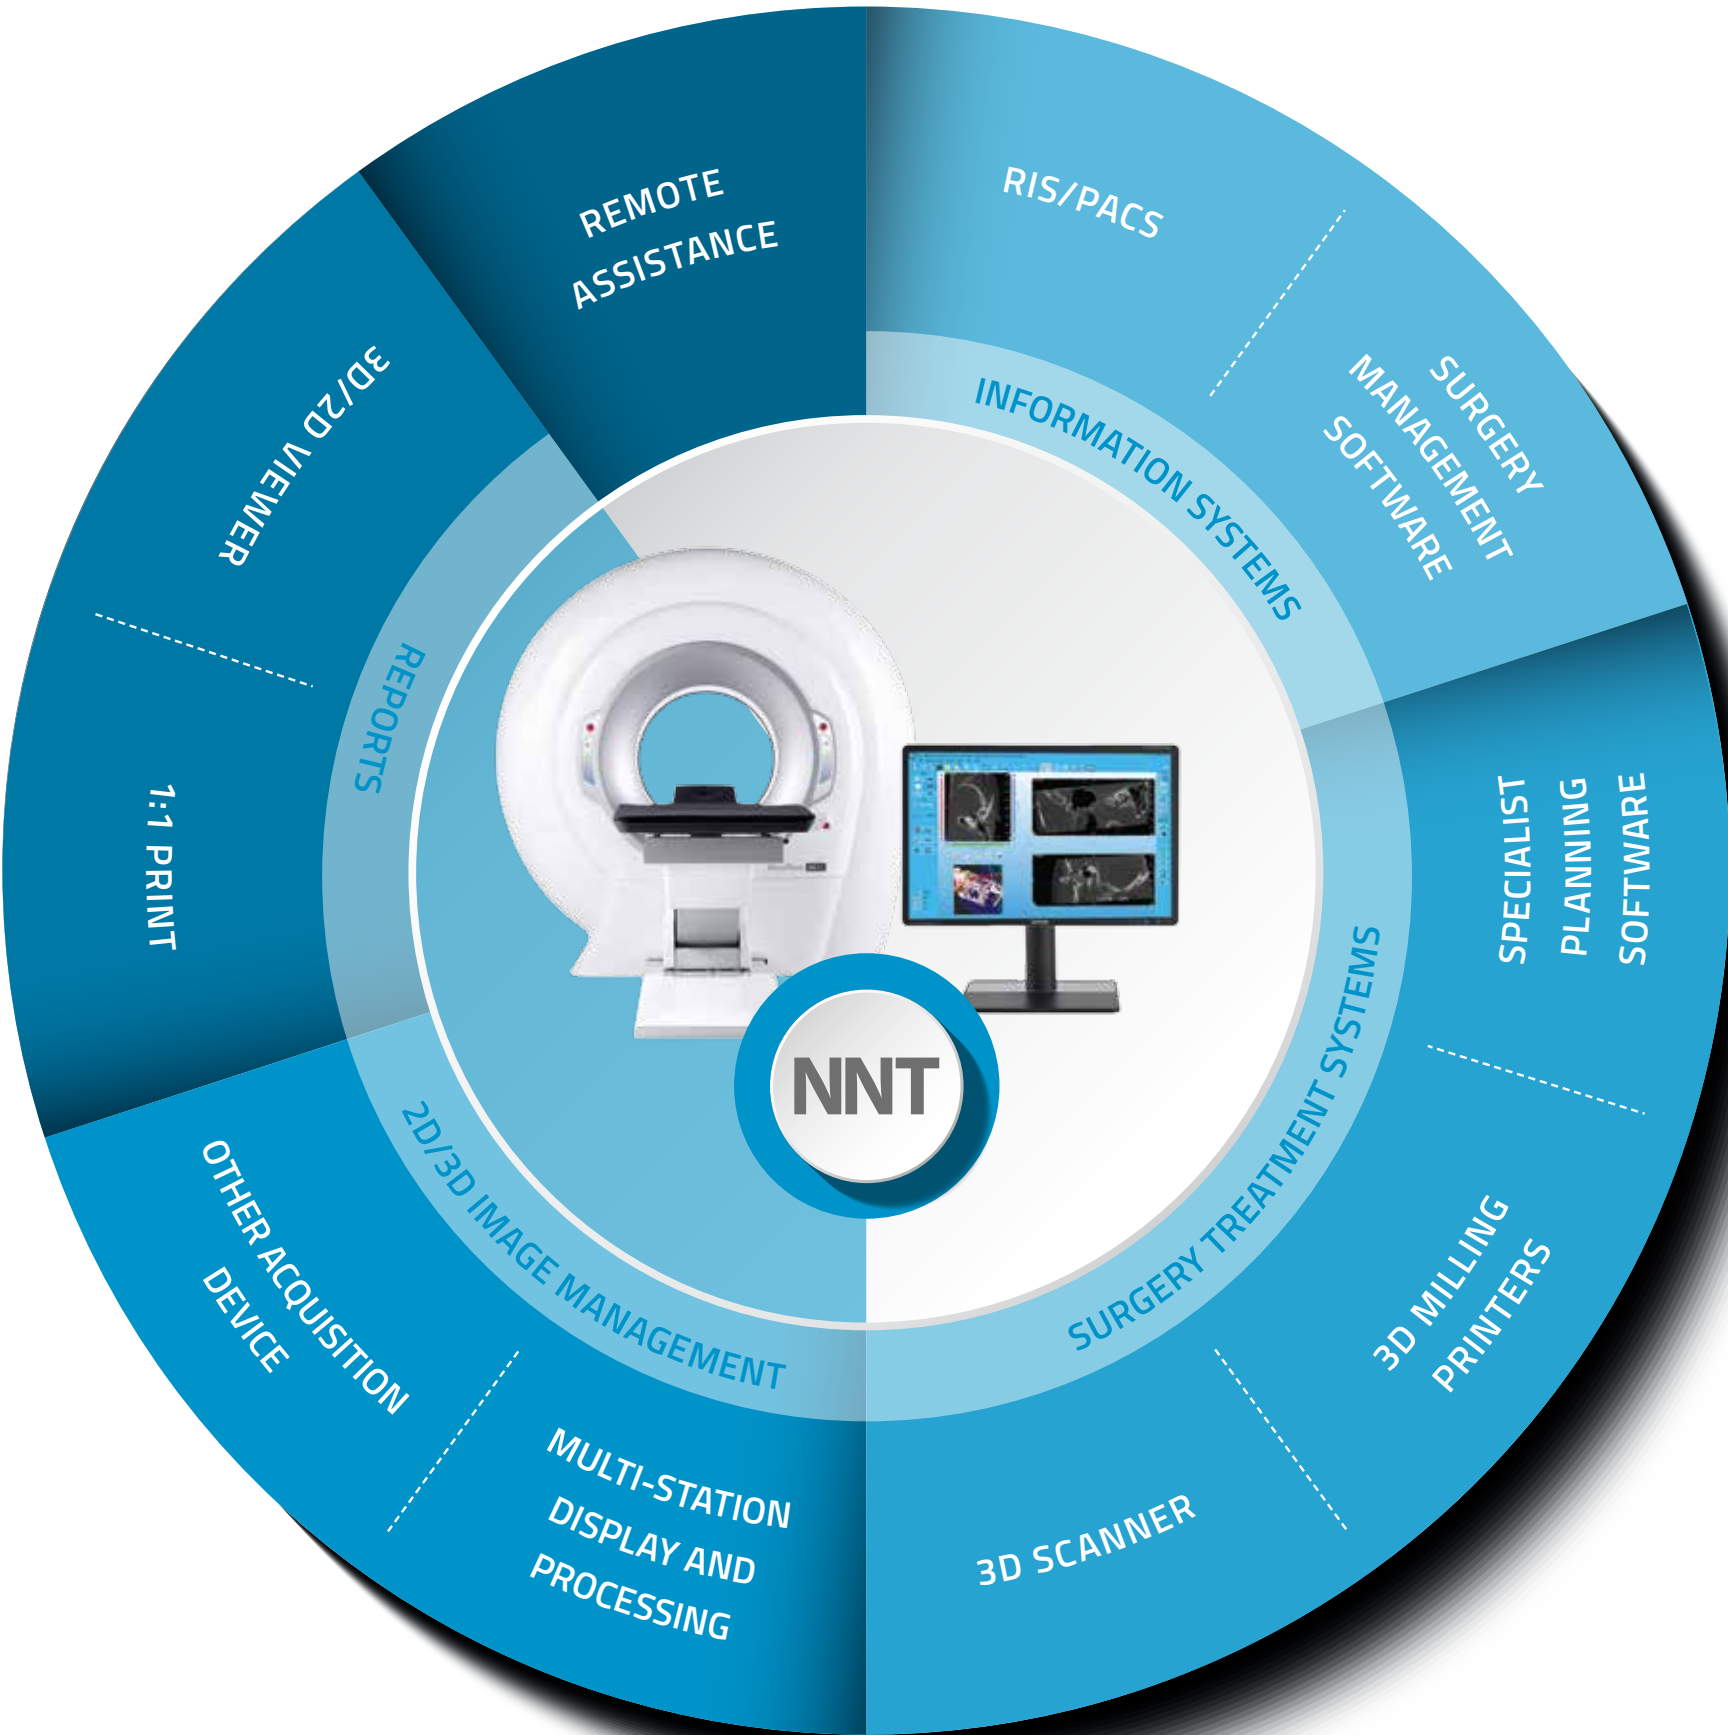 REMOTE
ASSISTANCE
RIS/PACS
SURGERY
MANAGEMENT
SOFTWARE
INFORMATION SYSTEMS
SPECIALIST
PLANNING
SOFTWARE
3D MILLING
PRINTERS
3D SCANNER
SURGERY TREATMENT SYSTEMS
MULTI-STATION
DISPLAY AND
PROCESSING
OTHER ACQUISITION
DEVICE
2D/3D IMAGE MANAGEMENT
1:1 PRINT
3D/2D VIEWER
REPORTS
NNT